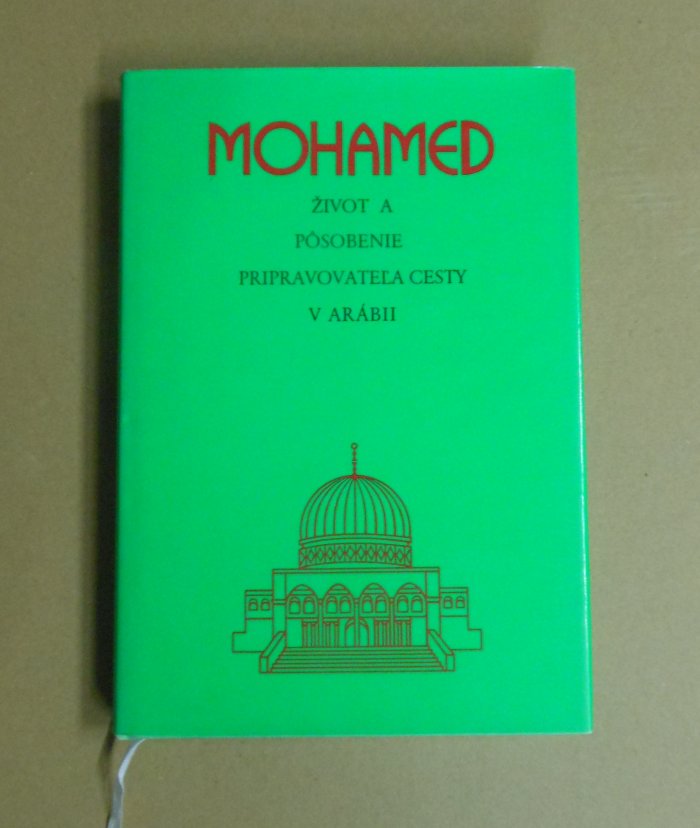 MOHAMED
ŽIVOT A
PÔSOBENIE
PRIPRAVOVATEĽA CESTY
V ARÁBII